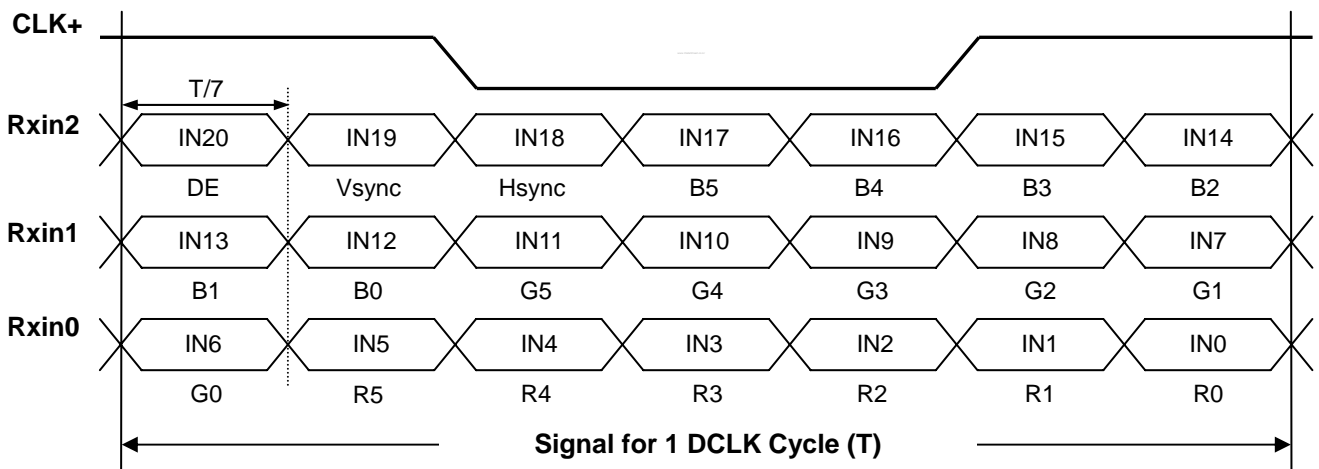 CLK+
T/7
Rxin2 IN20 IN19 IN18 IN17 IN16 IN15 IN14
DE Vsync Hsync B5 B4 B3 B2
Rxin1 IN13 IN12 IN11 IN10 IN9 IN8 IN7
B1 B0 G5 G4 G3 G2 G1
Rxin0 IN6 IN5 IN4 IN3 IN2 IN1 IN0
G0 R5 R4 R3 R2 R1 R0
Signal for 1 DCLK Cycle (T)